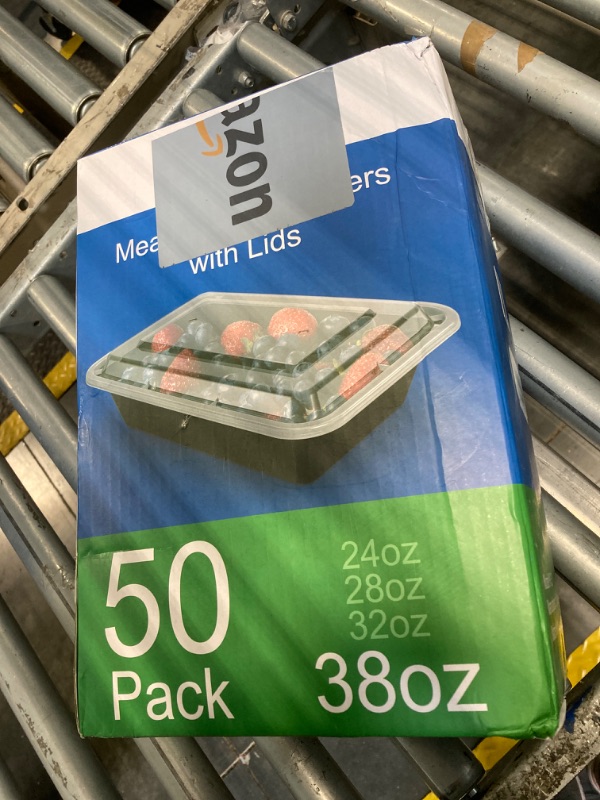 azon
Mea ers
with Lids
50
Pack
24oz
28oz
32oz
38oz